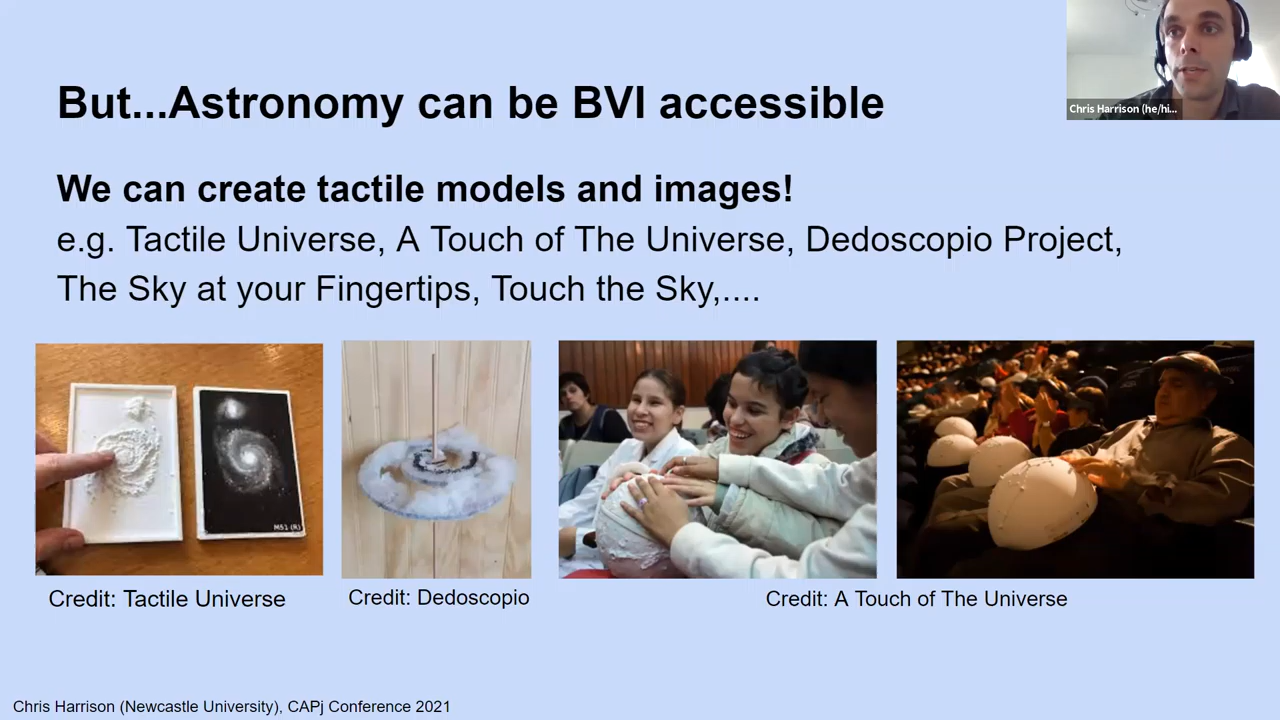 But...Astronomy can be BVI accessible
Chris Harrison (he/hi...
We can create tactile models and images!
e.g. Tactile Universe, A Touch of The Universe, Dedoscopio Project,
The Sky at your Fingertips, Touch the Sky,....
M51 (R)
Credit: Tactile Universe
Credit: Dedoscopio
Credit: A Touch of The Universe
Chris Harrison (Newcastle University), CAPj Conference 2021